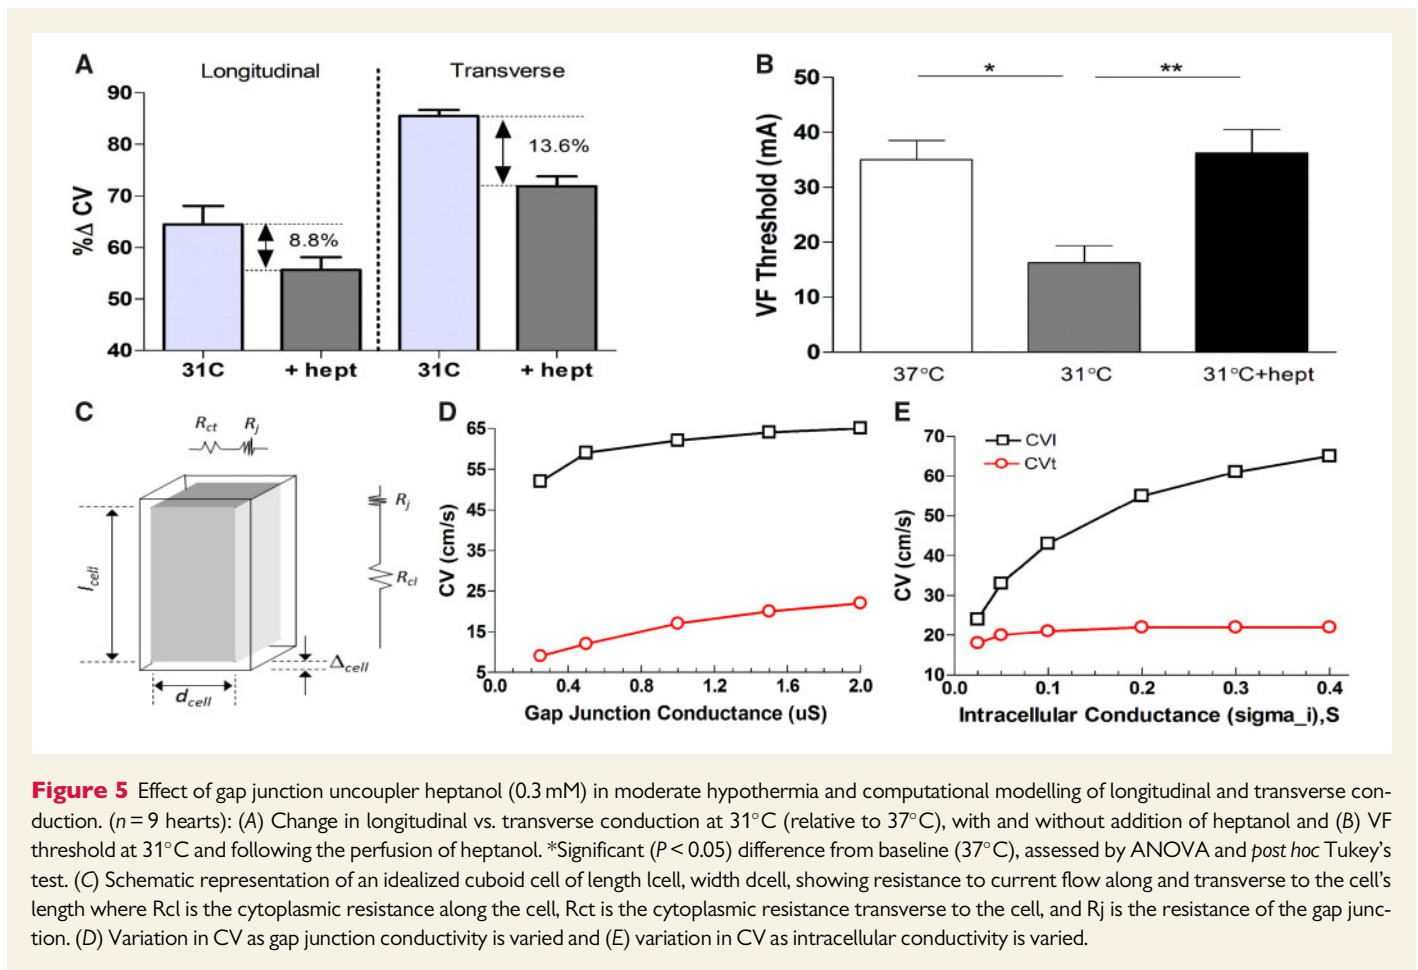 A
Longitudinal
Transverse
90
80
70
60
50
40
%Δ CV
8.8%
13.6%
31C
+ hept
31C
+ hept
B
50
40
30
20
10
0
VF Threshold (mA)
*
**
37°C
31°C
31°C+hept
C
Rct
Rj
Rj
Rcl
lcell
dcell
Δcell
D
65
55
45
35
25
15
5
CV (cm/s)
0.0 0.4 0.8 1.2 1.6 2.0
Gap Junction Conductance (uS)
E
70
60
50
40
30
20
10
CV (cm/s)
CVl
CVt
0.0 0.1 0.2 0.3 0.4
Intracellular Conductance (sigma_i),S
Figure 5 Effect of gap junction uncoupler heptanol (0.3 mM) in moderate hypothermia and computational modelling of longitudinal and transverse con-
duction. (n = 9 hearts): (A) Change in longitudinal vs. transverse conduction at 31°C (relative to 37°C), with and without addition of heptanol and (B) VF
threshold at 31°C and following the perfusion of heptanol. *Significant (P < 0.05) difference from baseline (37°C), assessed by ANOVA and post hoc Tukey's
test. (C) Schematic representation of an idealized cuboid cell of length lcell, width dcell, showing resistance to current flow along and transverse to the cell's
length where Rcl is the cytoplasmic resistance along the cell, Rct is the cytoplasmic resistance transverse to the cell, and Rj is the resistance of the gap junc-
tion. (D) Variation in CV as gap junction conductivity is varied and (E) variation in CV as intracellular conductivity is varied.